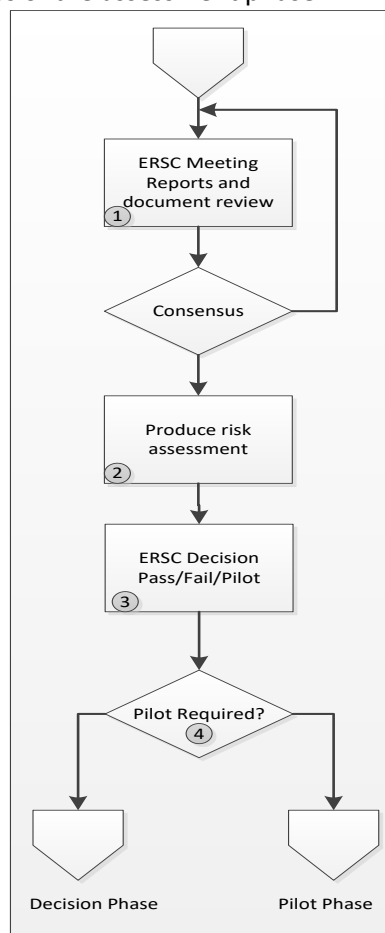 ERSC Meeting
Reports and
document review
1
Consensus
Produce risk
assessment
2
ERSC Decision
Pass/Fail/Pilot
3
Pilot Required?
4
Decision Phase
Pilot Phase